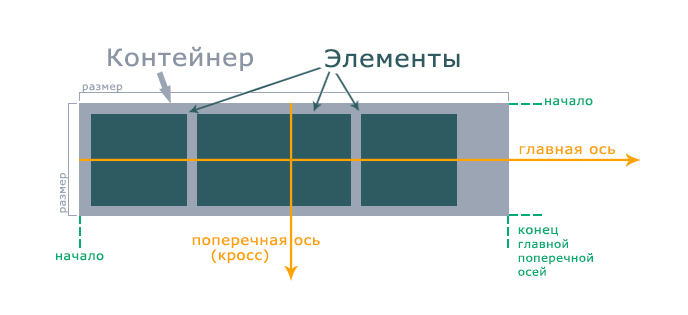 Контейнер
Элементы
размер
начало
главная ось
размер
поперечная ось
(кросс)
начало
конец
главной
поперечной
осей